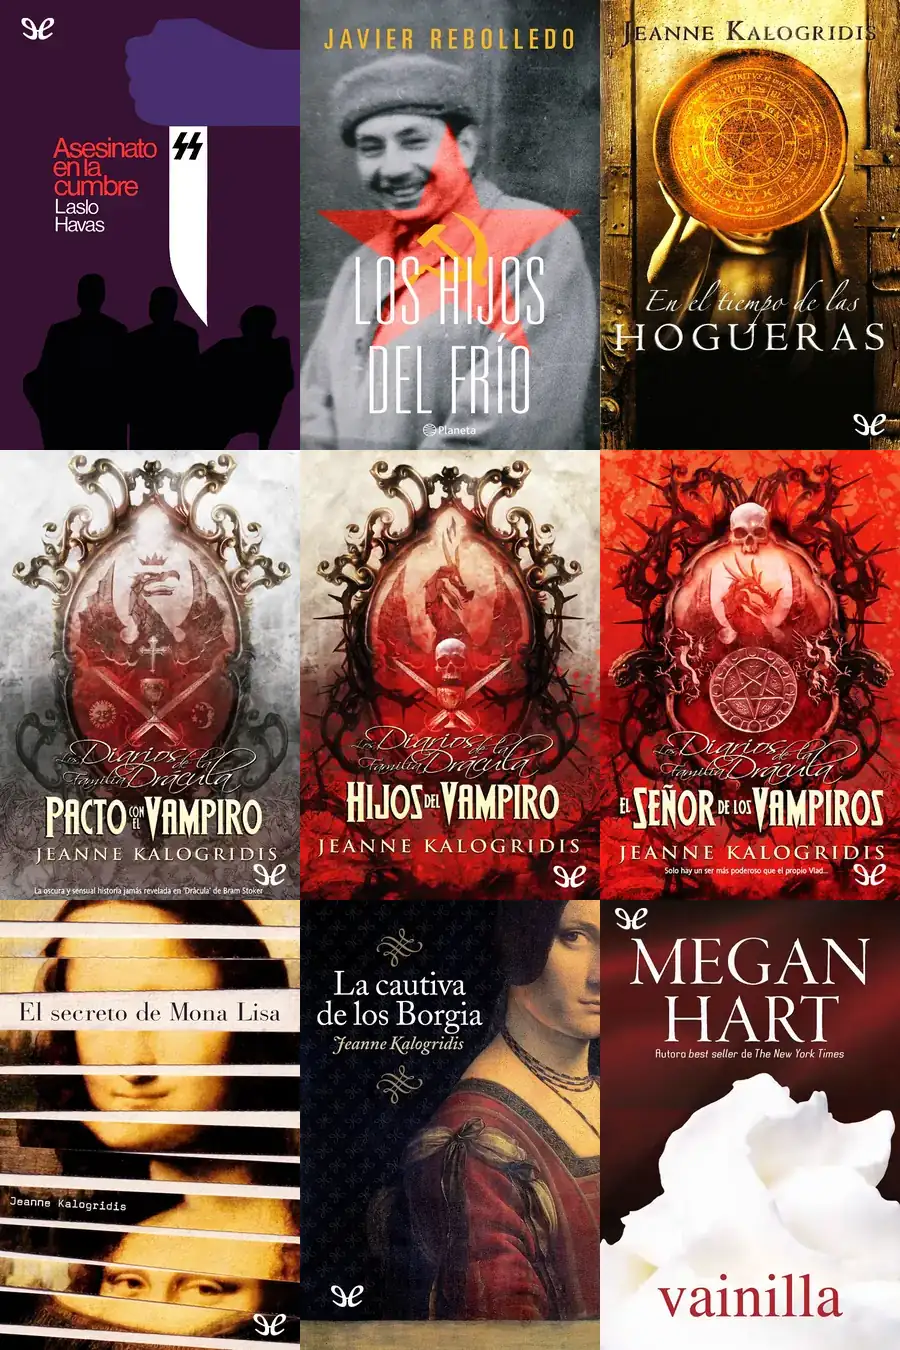 Asesinato
en la
cumbre
Laslo
Havas
JAVIER REBOLLEDO
LOS HIJOS
DEL FRÍO
Planeta
JEANNE KALOGRIDIS
En el tiempo de las
HOGUERAS
Los Diarios de la
Familia Drácula
PACTO CON EL VAMPIRO
JEANNE KALOGRIDIS
La oscura y sensual historia jamás revelada en 'Drácula' de Bram Stoker
Los Diarios de la
Familia Drácula
HIJOS DEL VAMPIRO
JEANNE KALOGRIDIS
Los Diarios de la
Familia Drácula
EL SEÑOR DE LOS VAMPIROS
JEANNE KALOGRIDIS
Solo hay un ser más poderoso que el propio Vlad...
El secreto de Mona Lisa
Jeanne Kalogridis
La cautiva
de los Borgia
Jeanne Kalogridis
MEGAN
HART
Autora best seller de The New York Times
vainilla